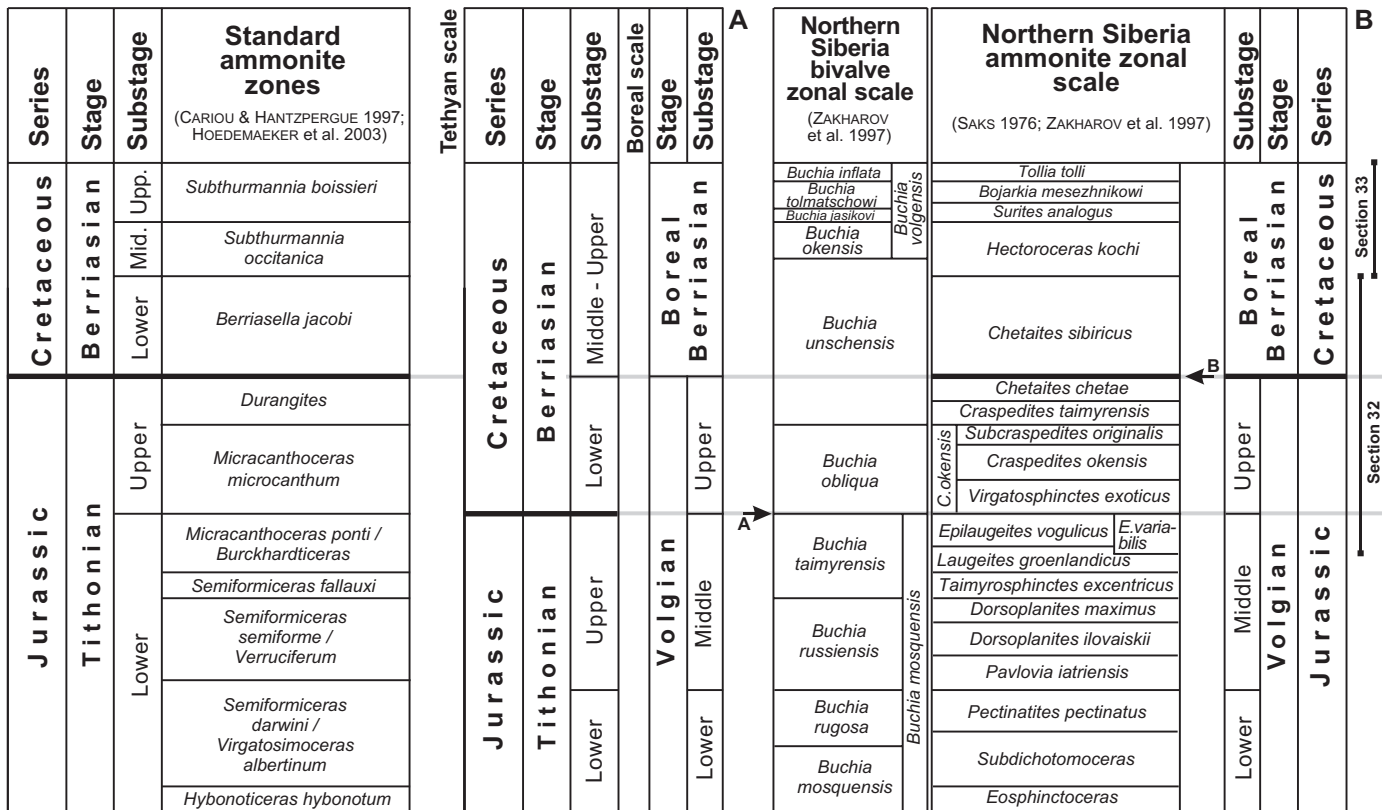 Series
Stage
Substage
Standard
ammonite
zones
(CARIOU & HANTZPERGUE 1997;
HOEDEMAEKER et al. 2003)
Cretaceous
Berriasian
Upp.
Mid.
Lower
Subthurmannia boissieri
Subthurmannia
occitanica
Berriasella jacobi
Jurassic
Tithonian
Upper
Lower
Durangites
Micracanthoceras
microcanthum
Micracanthoceras ponti /
Burckhardticeras
Semiformiceras fallauxi
Semiformiceras
semiforme /
Verruciferum
Semiformiceras
darwini /
Virgatosimoceras
albertinum
Hybonoticeras hybonotum
Tethyan scale
Series
Stage
Substage
Boreal scale
Stage
Substage
A
Cretaceous
Berriasian
Middle - Upper
Lower
Jurassic
Tithonian
Upper
Lower
Boreal
Berriasian
Volgian
Upper
Middle
Lower
Northern
Siberia
bivalve
zonal scale
(ZAKHAROV
et al. 1997)
Buchia inflata
Buchia
tolmatschowi
Buchia jasikovi
Buchia
okensis
Buchia
volgensis
Buchia
unschensis
Buchia
obliqua
A
Buchia
taimyrensis
Buchia
russiensis
Buchia
rugosa
Buchia
mosquensis
Buchia mosquensis
Northern Siberia
ammonite zonal
scale
(SAKS 1976; ZAKHAROV et al. 1997)
Tollia tolli
Bojarkia mesezhnikowi
Surites analogus
Hectoroceras kochi
Chetaites sibiricus
B
Chetaites chetae
Craspedites taimyrensis
C.okensis
Subcraspedites originalis
Craspedites okensis
Virgatosphinctes exoticus
Epilaugeites vogulicus
E.varia-
bilis
Laugeites groenlandicus
Taimyrosphinctes excentricus
Dorsoplanites maximus
Dorsoplanites ilovaiskii
Pavlovia iatriensis
Pectinatites pectinatus
Subdichotomoceras
Eosphinctoceras
Substage
Stage
Series
B
Boreal
Berriasian
Cretaceous
Upper
Middle
Lower
Volgian
Jurassic
Section 33
Section 32